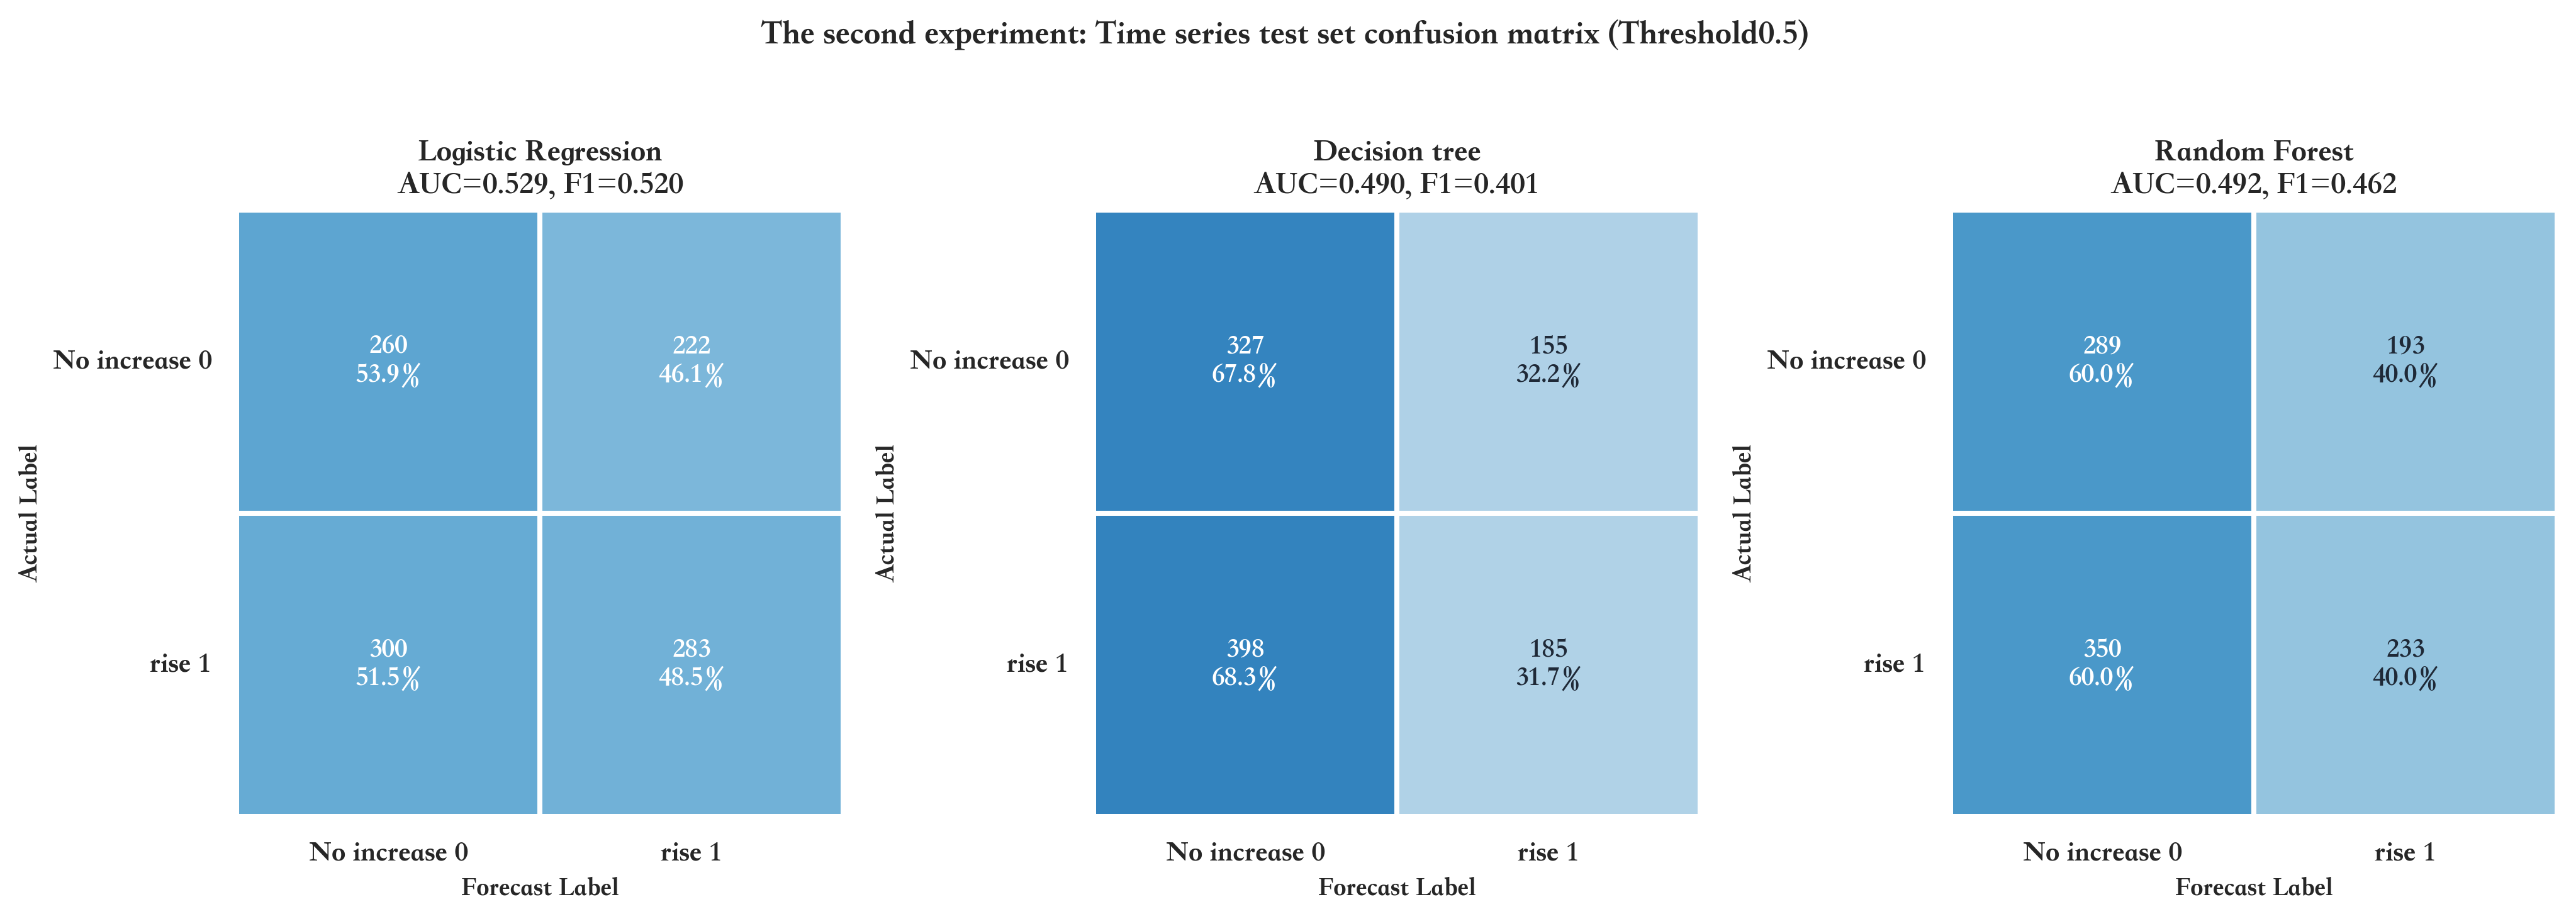 The second experiment: Time series test set confusion matrix (Threshold0.5)
Logistic Regression
AUC=0.529, F1=0.520
Actual Label
No increase 0
rise 1
260
53.9%
222
46.1%
300
51.5%
283
48.5%
No increase 0
rise 1
Forecast Label
Decision tree
AUC=0.490, F1=0.401
Actual Label
No increase 0
rise 1
327
67.8%
155
32.2%
398
68.3%
185
31.7%
No increase 0
rise 1
Forecast Label
Random Forest
AUC=0.492, F1=0.462
Actual Label
No increase 0
rise 1
289
60.0%
193
40.0%
350
60.0%
233
40.0%
No increase 0
rise 1
Forecast Label